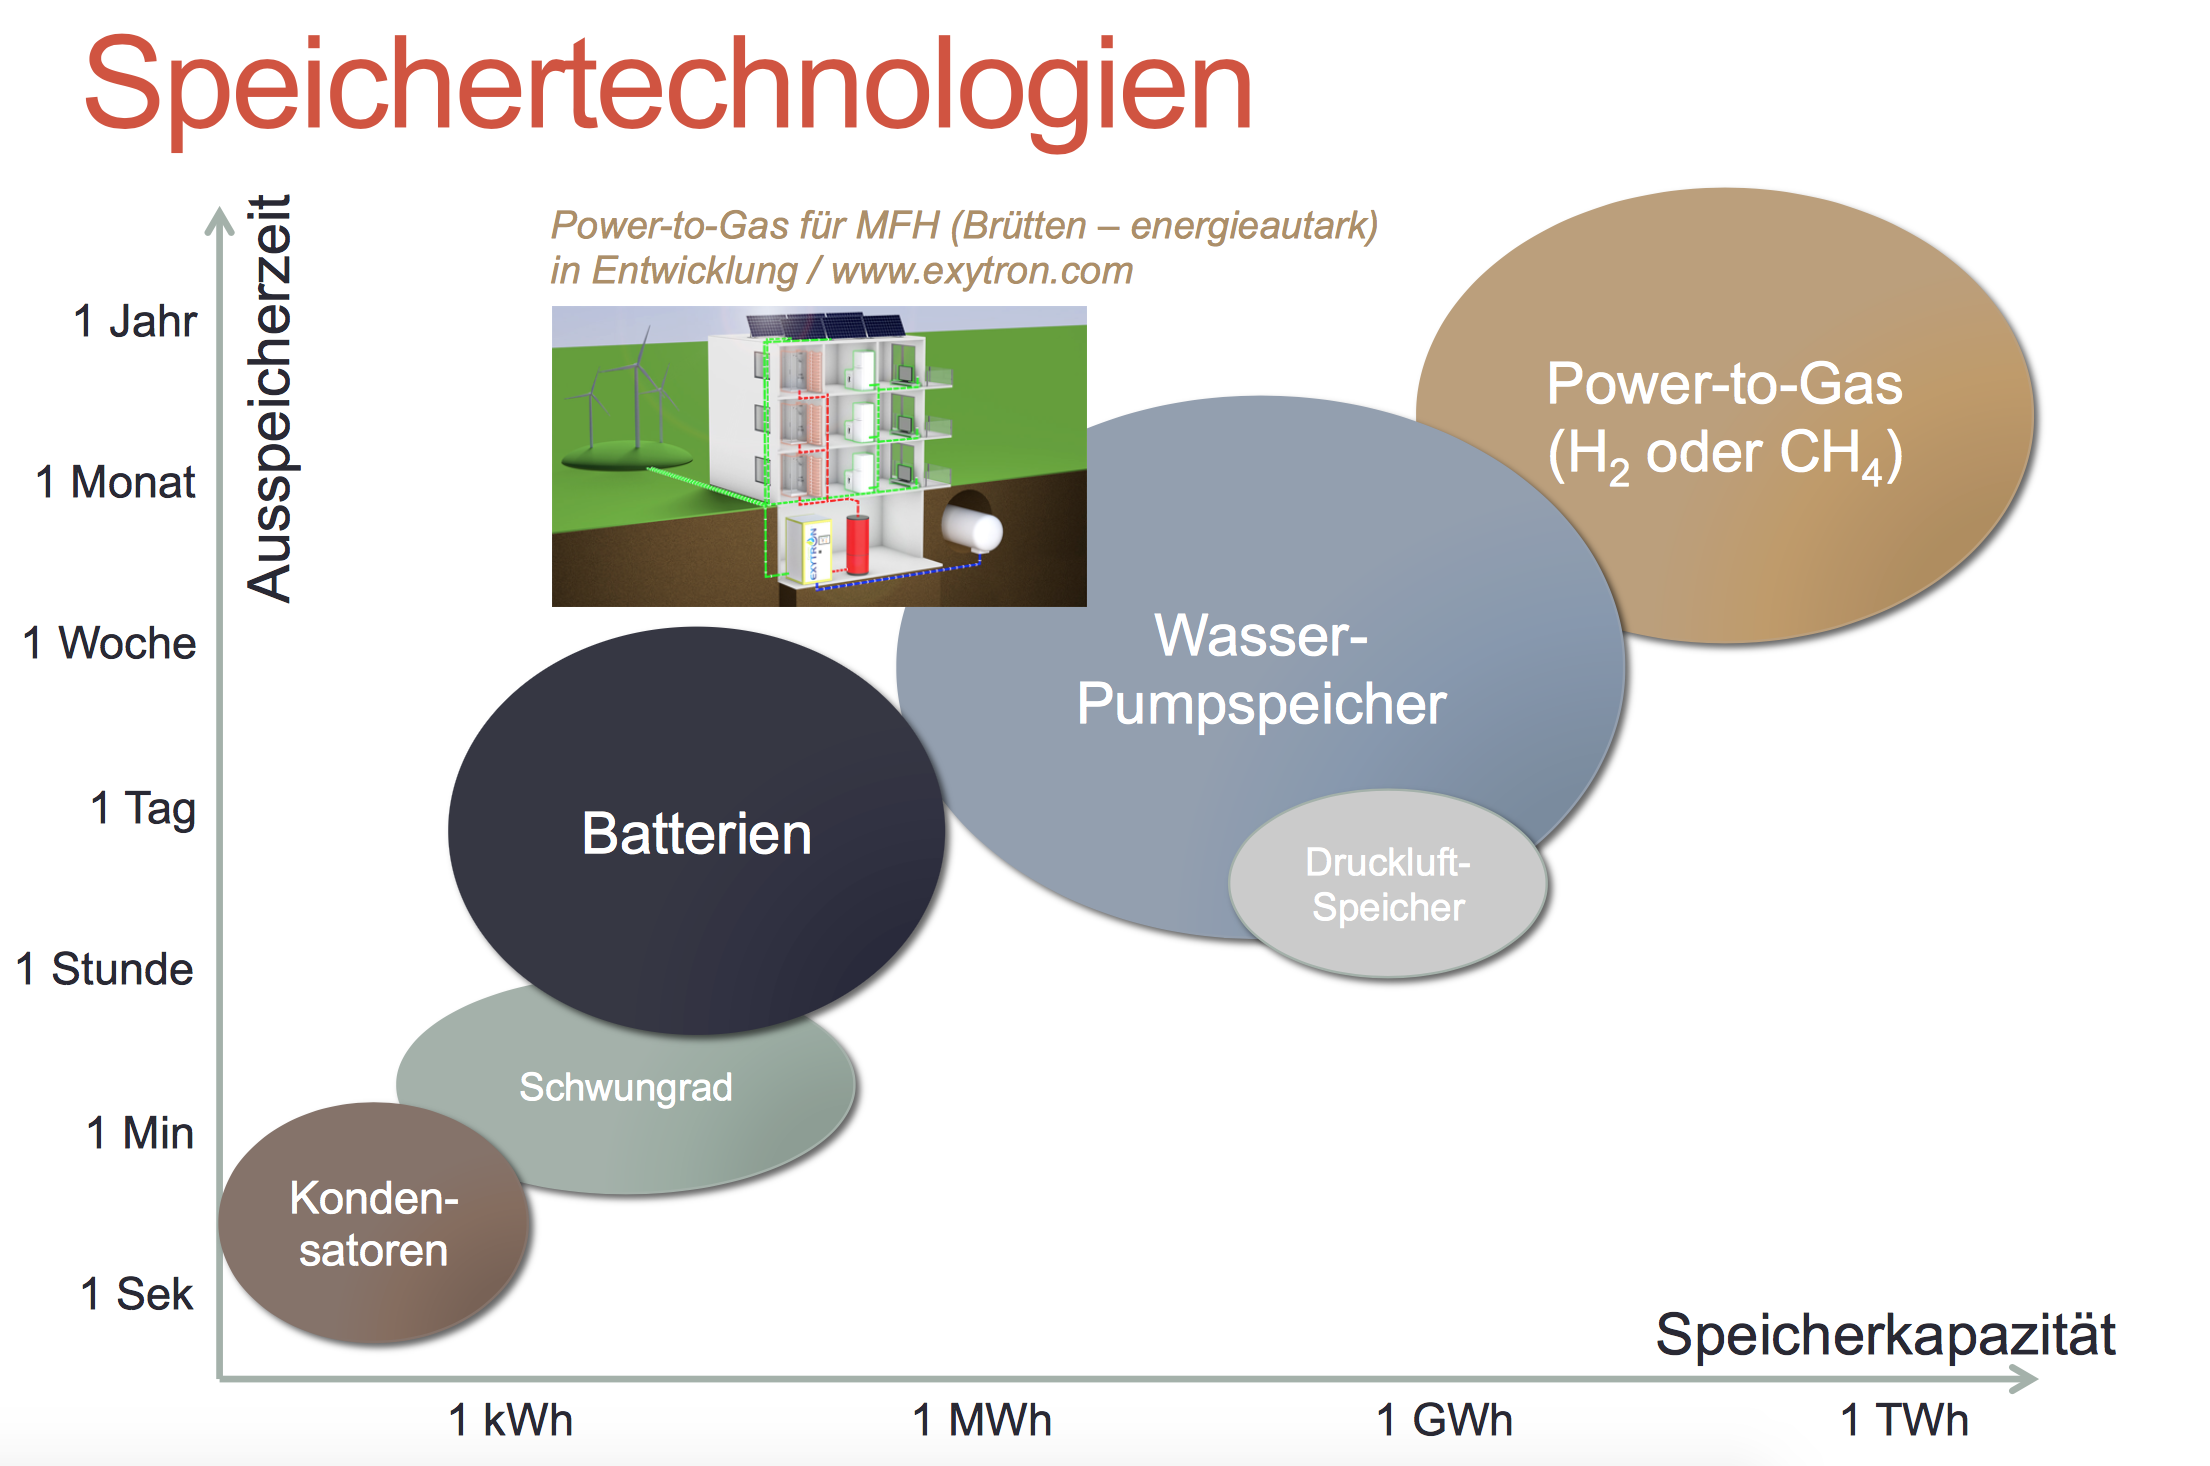 Speichertechnologien
Ausspeicherzeit
Power-to-Gas für MFH (Brütten – energieautark)
in Entwicklung / www.exytron.com
1 Jahr
1 Monat
1 Woche
1 Tag
1 Stunde
1 Min
1 Sek
EXYTRON
Power-to-Gas
(H₂ oder CH₄)
Wasser-
Pumpspeicher
Batterien
Druckluft-
Speicher
Schwungrad
Konden-
satoren
Speicherkapazität
1 kWh
1 MWh
1 GWh
1 TWh